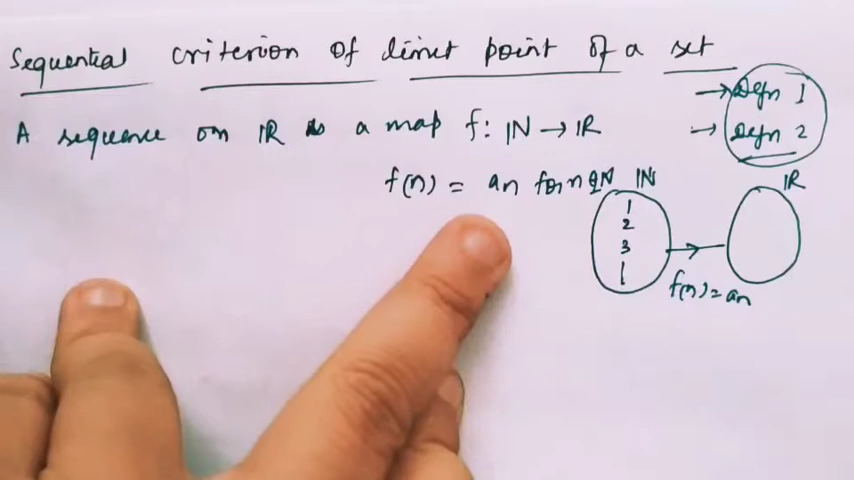 Sequential criterion of limit point of a set
→ Defn 1
A sequence on IR is a map f: IN → IR
→ Defn 2
f(n) = an for n ∈ IN
IN
IR
1
2
3
|
f(n)=an